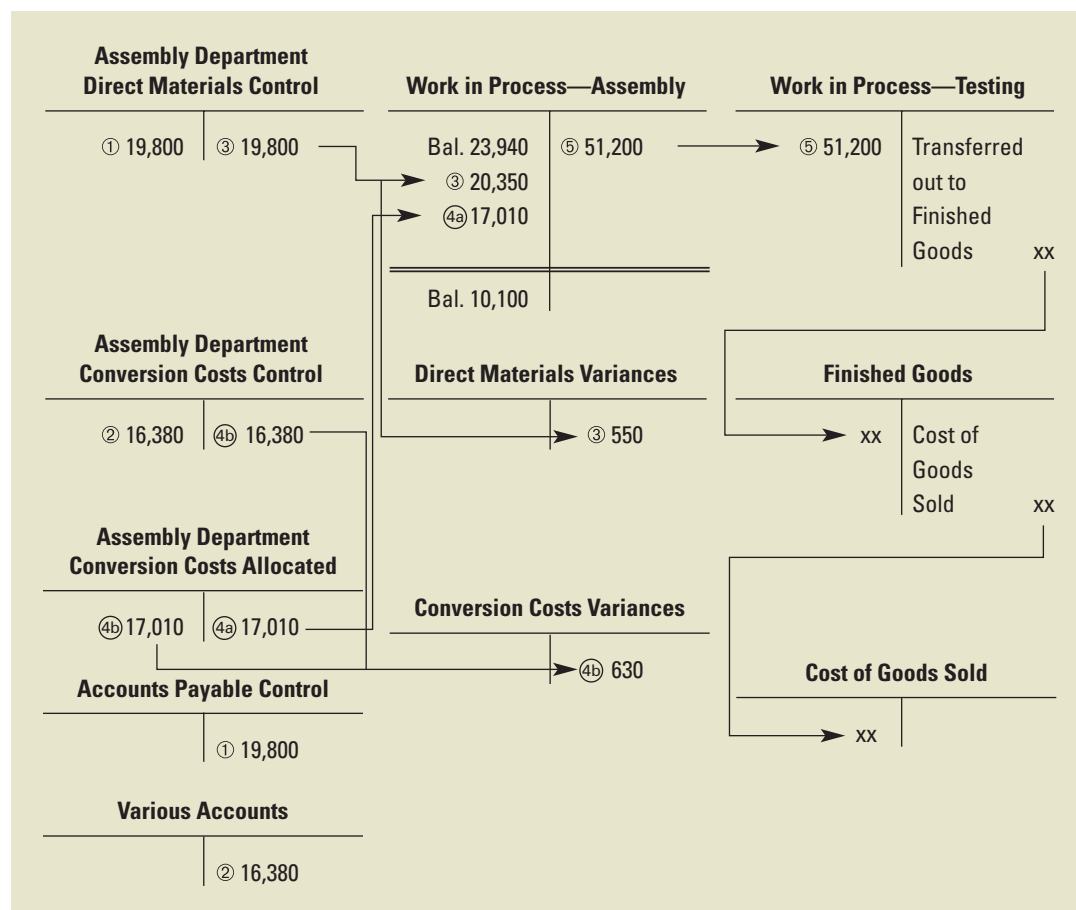 Assembly Department
Direct Materials Control
① 19,800 ③ 19,800
Work in Process—Assembly
Bal. 23,940 ⑤ 51,200
③ 20,350
4a 17,010
Bal. 10,100
Work in Process—Testing
⑤ 51,200 Transferred
out to
Finished
Goods xx
Assembly Department
Conversion Costs Control
② 16,380 4b 16,380
Direct Materials Variances
③ 550
Finished Goods
xx Cost of
Goods
Sold xx
Assembly Department
Conversion Costs Allocated
4b 17,010 4a 17,010
Conversion Costs Variances
4b 630
Cost of Goods Sold
xx
Accounts Payable Control
① 19,800
Various Accounts
② 16,380